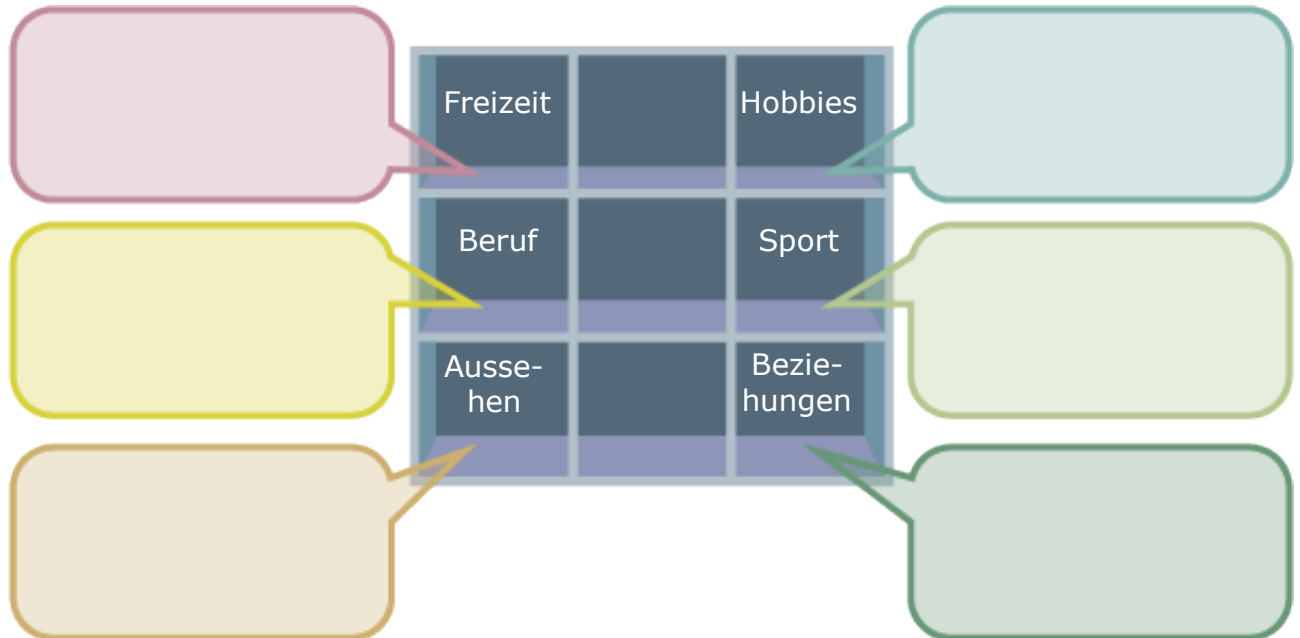 Freizeit
Hobbies
Beruf
Sport
Ausse-
hen
Bezie-
hungen